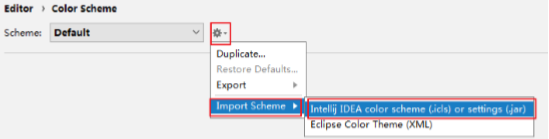 Editor › Color Scheme
Scheme: Default
Duplicate...
Restore Defaults...
Export
Import Scheme
Intellij IDEA color scheme (.icls) or settings (.jar)
Eclipse Color Theme (XML)